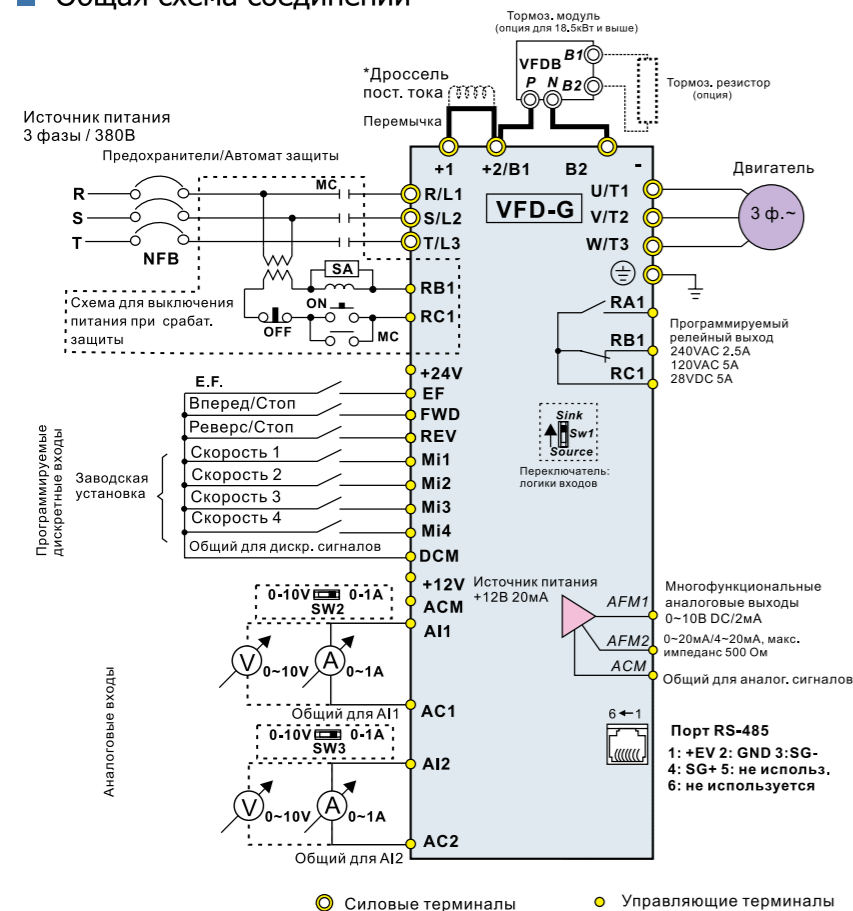 Общая схема соединений
Тормоз. модуль
(опция для 18.5кВт и выше)
VFDB
B1
P N B2
Тормоз. резистор
(опция)
*Дроссель
пост. тока
Перемычка
Источник питания
3 фазы / 380В
Предохранители/Автомат защиты
+1 +2/B1 B2 -
MC
R
S
T
NFB
R/L1
S/L2
T/L3
VFD-G
U/T1
V/T2
W/T3
Двигатель
3 ф.~
SA
ON
OFF
MC
Схема для выключения
питания при срабат.
защиты
RB1
RC1
RA1
RB1
RC1
Программируемый
релейный выход
240VAC 2.5A
120VAC 5A
28VDC 5A
+24V
E.F.
EF
Вперед/Стоп
FWD
Реверс/Стоп
REV
Скорость 1
Mi1
Скорость 2
Mi2
Скорость 3
Mi3
Скорость 4
Mi4
Общий для дискр. сигналов
DCM
Программируемые
дискретные входы
Заводская
установка
Sink
Sw1
Source
Переключатель:
логики входов
+12V
Источник питания
+12В 20мА
ACM
0-10V 0-1A
SW2
AI1
V 0~10V A 0~1A
Общий для AI1
AC1
0-10V 0-1A
SW3
AI2
V 0~10V A 0~1A
AC2
Общий для AI2
Аналоговые входы
AFM1
AFM2
ACM
Многофункциональные
аналоговые выходы
0~10В DC/2мА
0~20мА/4~20мА, макс.
импеданс 500 Ом
Общий для аналог. сигналов
6←1
Порт RS-485
1: +EV 2: GND 3:SG-
4: SG+ 5: не использ.
6: не используется
Силовые терминалы
Управляющие терминалы